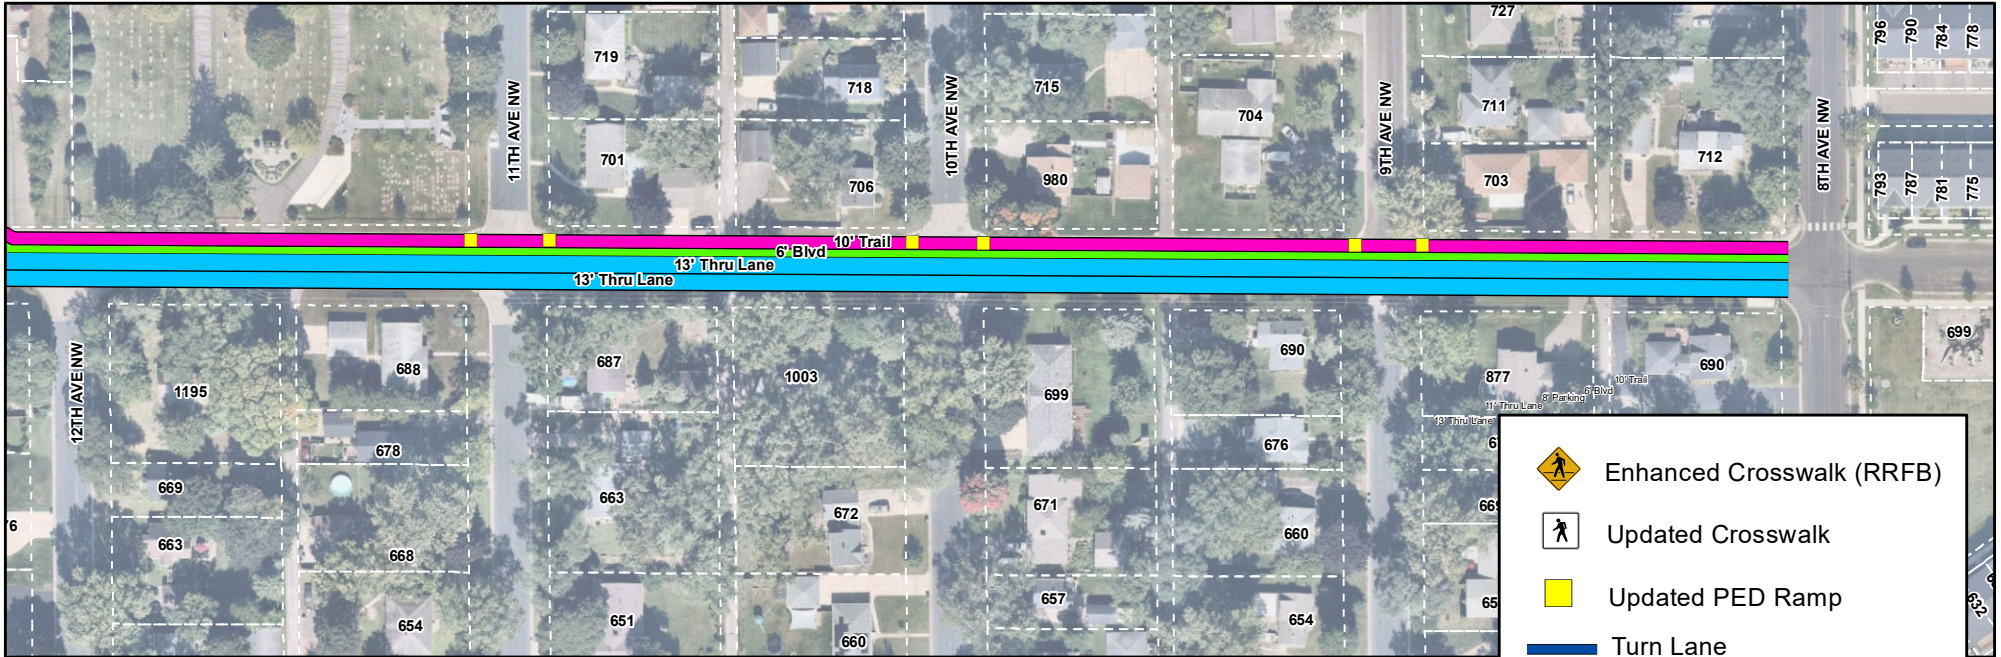 727
796
790
784
778
719
718
715
704
711
712
11TH AVE NW
10TH AVE NW
9TH AVE NW
8TH AVE NW
701
706
980
703
793
787
781
775
10' Trail
6' Blvd
13' Thru Lane
13' Thru Lane
12TH AVE NW
1195
688
687
1003
699
690
877
690
699
10' Trail
6' Blvd
8' Parking
11' Thru Lane
13' Thru Lane
678
676
669
663
672
671
660
663
668
657
654
651
660
654
632
Enhanced Crosswalk (RRFB)
Updated Crosswalk
Updated PED Ramp
Turn Lane